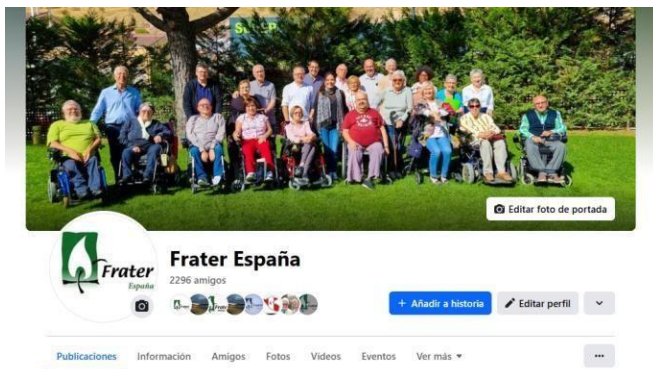 Editar foto de portada
Frater
España
Frater España
2296 amigos
+ Añadir a historia
Editar perfil
Publicaciones
Información
Amigos
Fotos
Videos
Eventos
Ver más